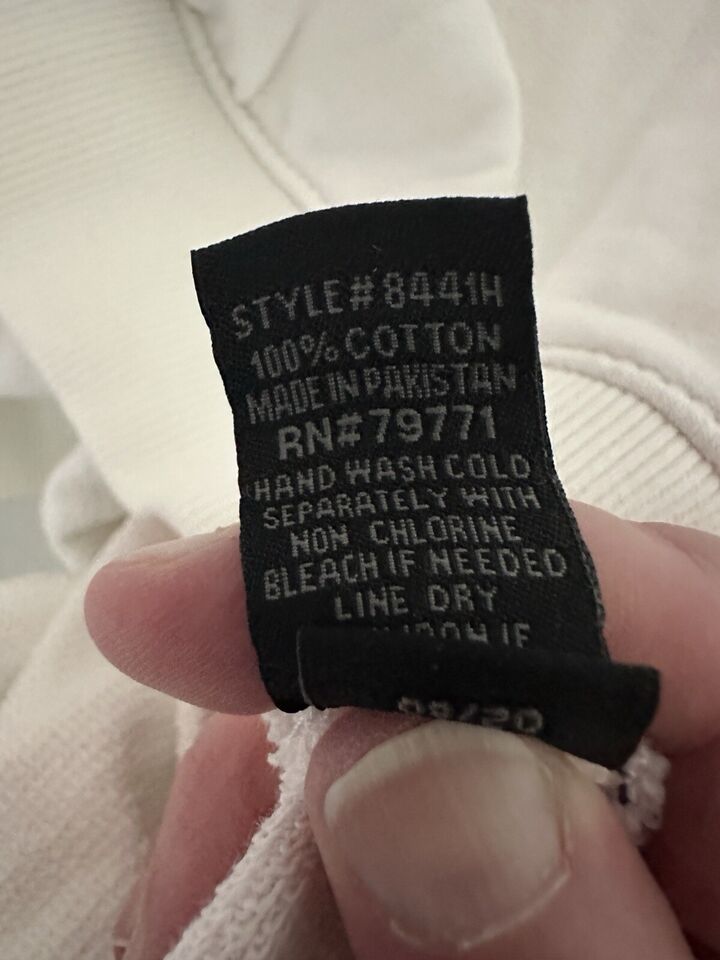 STYLE#8441H
100% COTTON
MADE IN PAKISTAN
RN#79771
HAND WASH COLD
SEPARATELY WITH
NON CHLORINE
BLEACH IF NEEDED
LINE DRY
IF